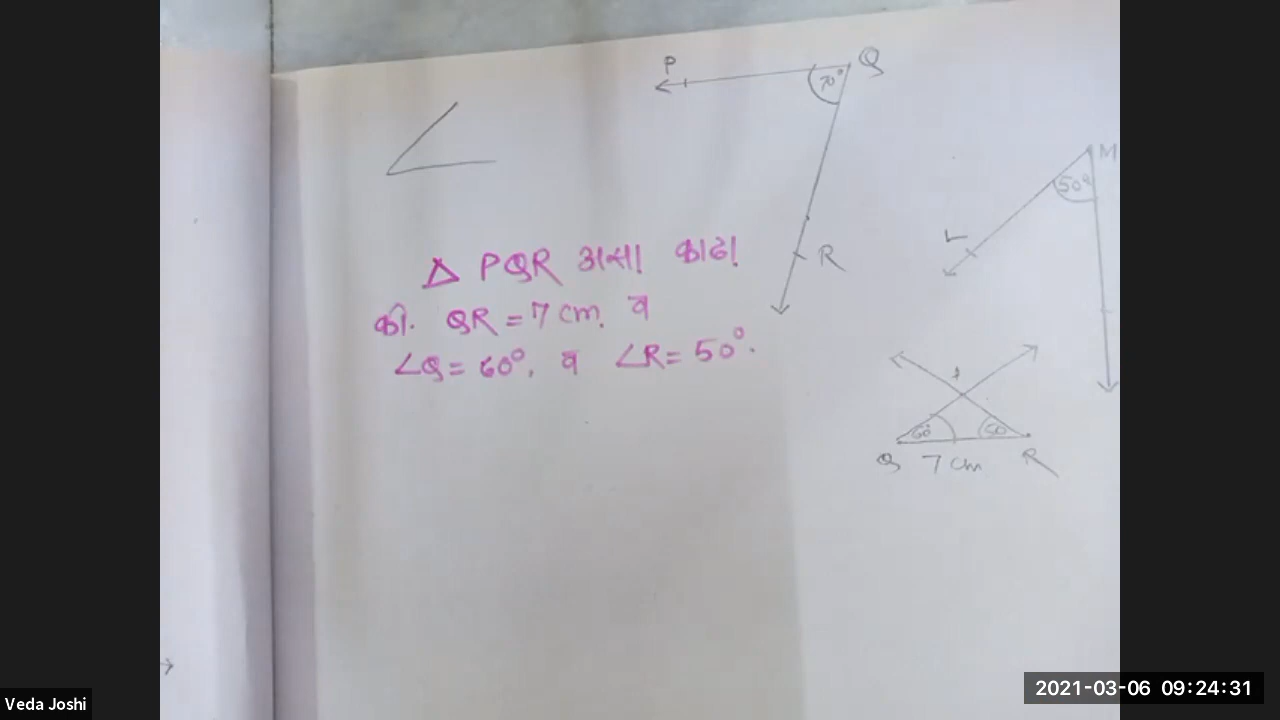 P
Q
70°
M
50°
L
R
Δ PQR असा काढा
की. QR = 7 cm. व
∠Q = 60°, व ∠R = 50°.
60° 50
Q 7 cm R
Veda Joshi
2021-03-06 09:24:31